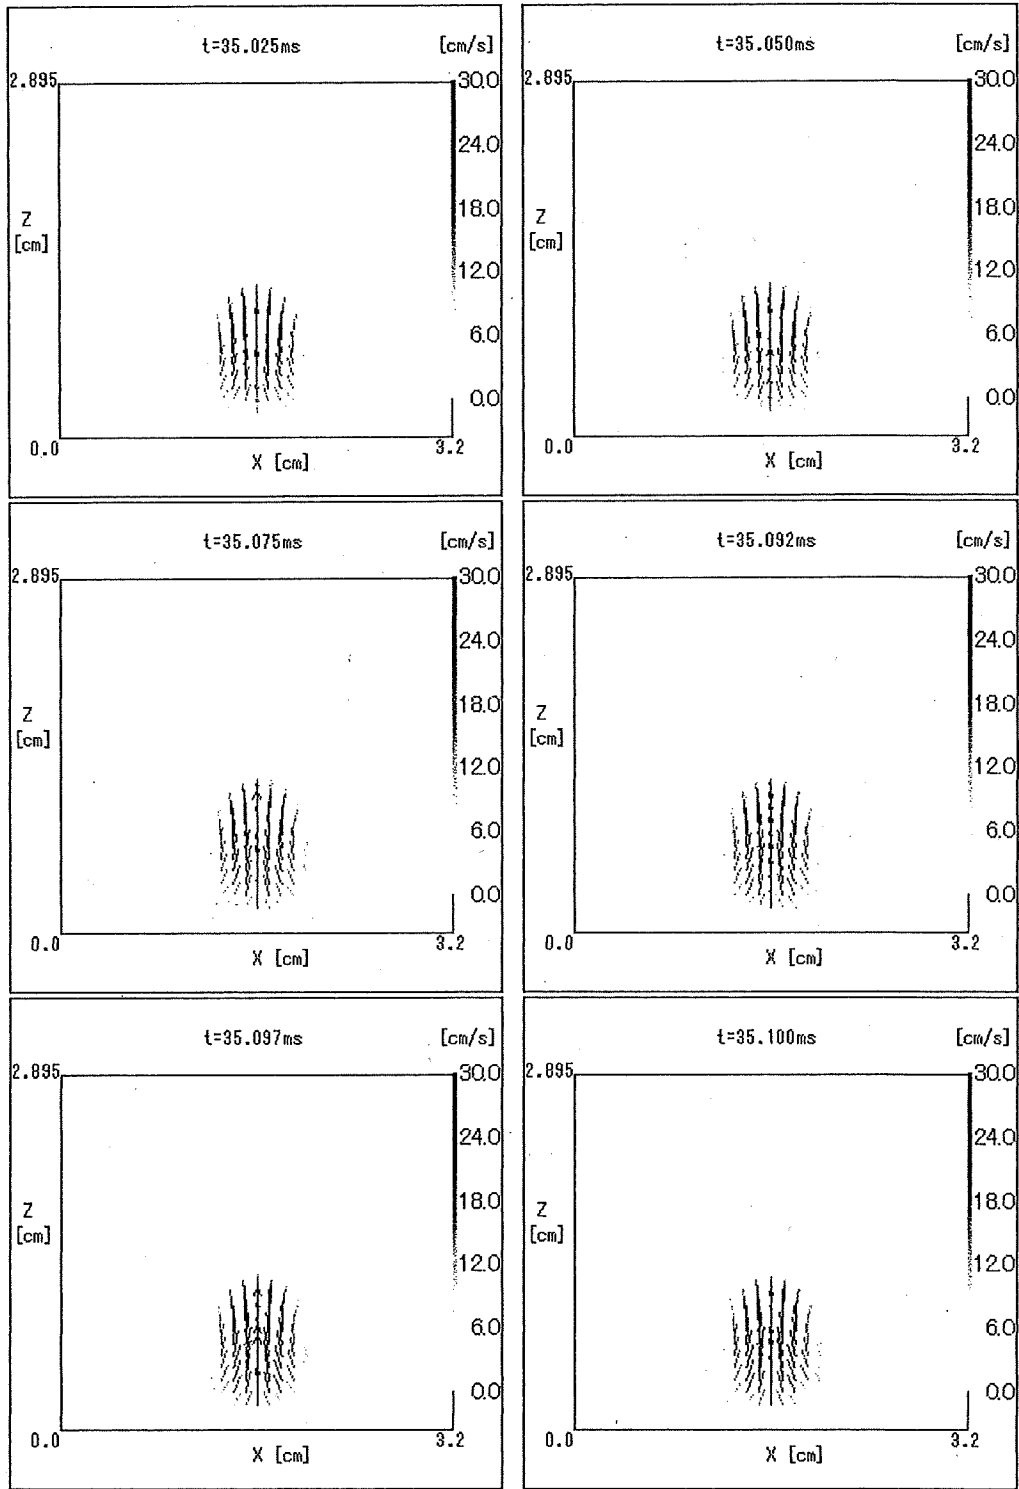 t=35.025ms [cm/s]
2.895 30.0
24.0
Z 18.0
[cm]
12.0
6.0
0.0
0.0 3.2
X [cm]
t=35.050ms [cm/s]
2.895 30.0
24.0
Z 18.0
[cm]
12.0
6.0
0.0
0.0 3.2
X [cm]
t=35.075ms [cm/s]
2.895 30.0
24.0
Z 18.0
[cm]
12.0
6.0
0.0
0.0 3.2
X [cm]
t=35.092ms [cm/s]
2.895 30.0
24.0
Z 18.0
[cm]
12.0
6.0
0.0
0.0 3.2
X [cm]
t=35.097ms [cm/s]
2.895 30.0
24.0
Z 18.0
[cm]
12.0
6.0
0.0
0.0 3.2
X [cm]
t=35.100ms [cm/s]
2.895 30.0
24.0
Z 18.0
[cm]
12.0
6.0
0.0
0.0 3.2
X [cm]